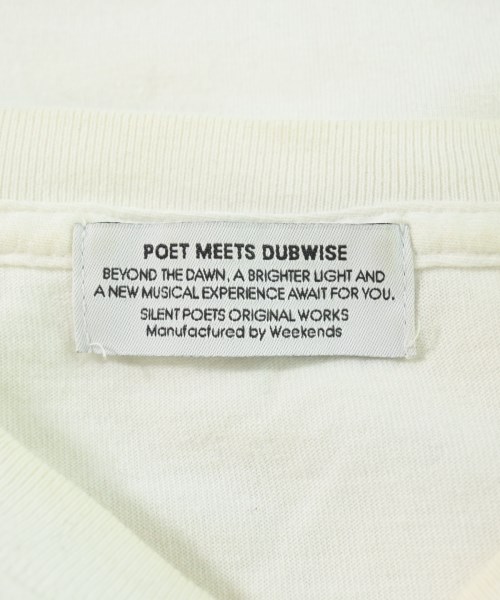 POET MEETS DUBWISE
BEYOND THE DAWN, A BRIGHTER LIGHT AND
A NEW MUSICAL EXPERIENCE AWAIT FOR YOU.
SILENT POETS ORIGINAL WORKS
Manufactured by Weekends